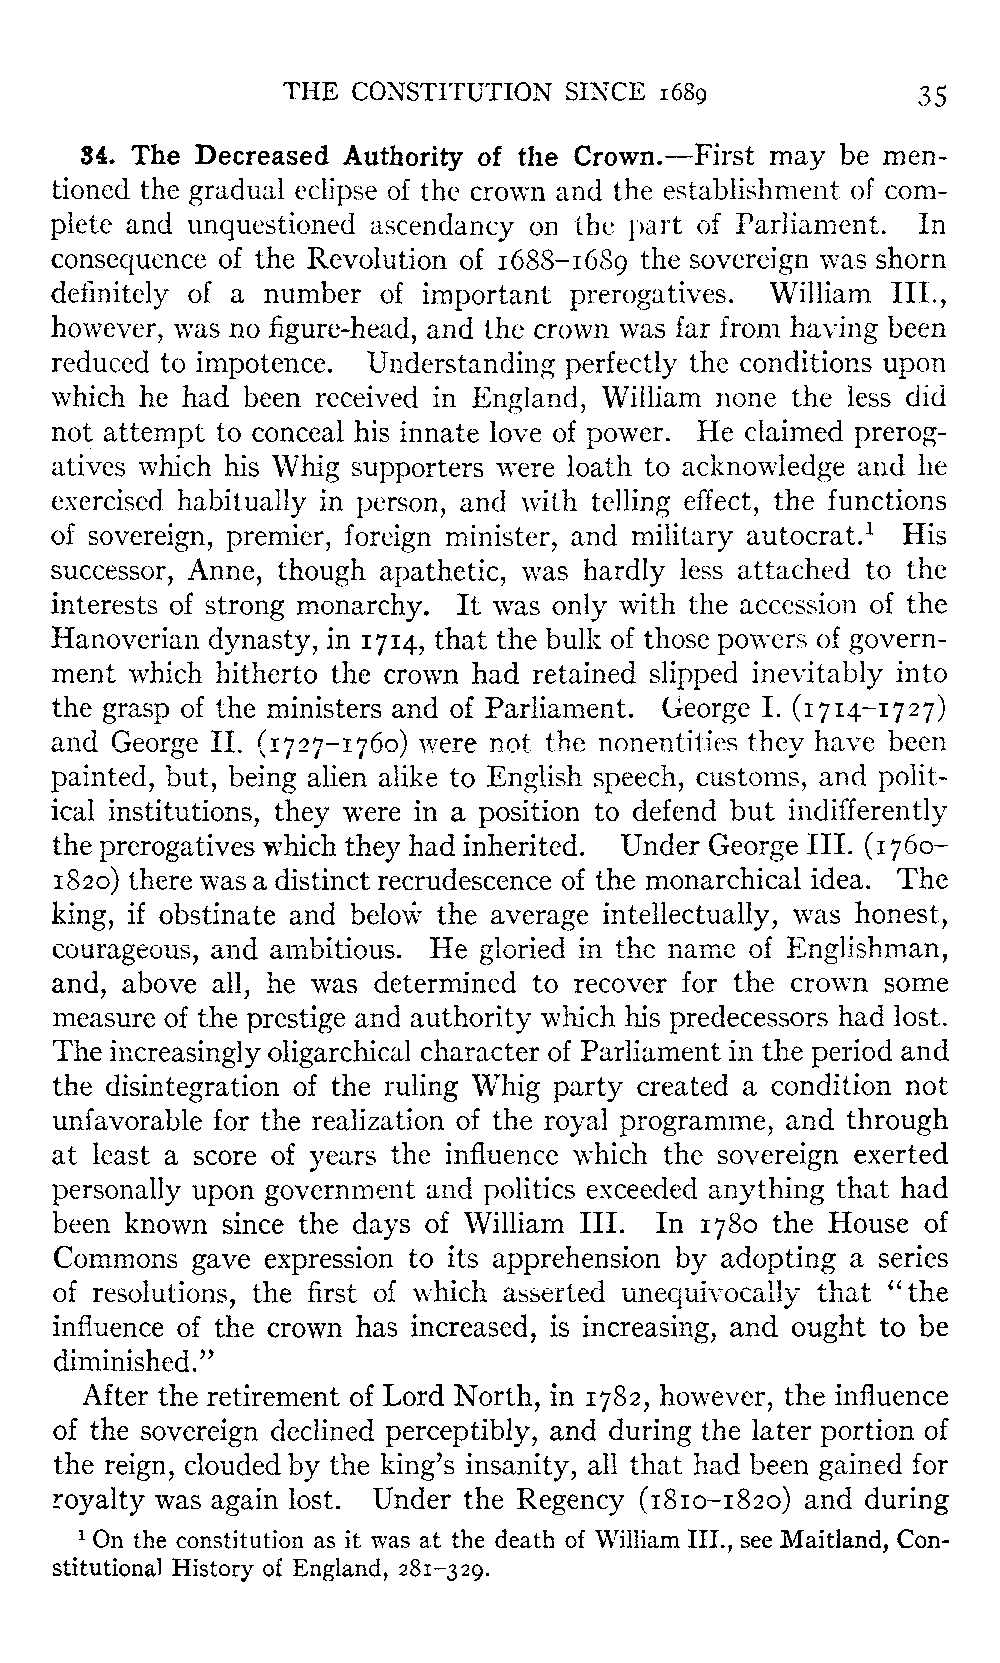 THE CONSTITUTION SINCE 1689 35
34. The Decreased Authority of the Crown.—First may be men-
tioned the gradual eclipse of the crown and the establishment of com-
plete and unquestioned ascendancy on the part of Parliament. In
consequence of the Revolution of 1688–1689 the sovereign was shorn
definitely of a number of important prerogatives. William III.,
however, was no figure-head, and the crown was far from having been
reduced to impotence. Understanding perfectly the conditions upon
which he had been received in England, William none the less did
not attempt to conceal his innate love of power. He claimed prerog-
atives which his Whig supporters were loath to acknowledge and he
exercised habitually in person, and with telling effect, the functions
of sovereign, premier, foreign minister, and military autocrat.¹ His
successor, Anne, though apathetic, was hardly less attached to the
interests of strong monarchy. It was only with the accession of the
Hanoverian dynasty, in 1714, that the bulk of those powers of govern-
ment which hitherto the crown had retained slipped inevitably into
the grasp of the ministers and of Parliament. George I. (1714–1727)
and George II. (1727–1760) were not the nonentities they have been
painted, but, being alien alike to English speech, customs, and polit-
ical institutions, they were in a position to defend but indifferently
the prerogatives which they had inherited. Under George III. (1760–
1820) there was a distinct recrudescence of the monarchical idea. The
king, if obstinate and below the average intellectually, was honest,
courageous, and ambitious. He gloried in the name of Englishman,
and, above all, he was determined to recover for the crown some
measure of the prestige and authority which his predecessors had lost.
The increasingly oligarchical character of Parliament in the period and
the disintegration of the ruling Whig party created a condition not
unfavorable for the realization of the royal programme, and through
at least a score of years the influence which the sovereign exerted
personally upon government and politics exceeded anything that had
been known since the days of William III. In 1780 the House of
Commons gave expression to its apprehension by adopting a series
of resolutions, the first of which asserted unequivocally that “the
influence of the crown has increased, is increasing, and ought to be
diminished.”
After the retirement of Lord North, in 1782, however, the influence
of the sovereign declined perceptibly, and during the later portion of
the reign, clouded by the king’s insanity, all that had been gained for
royalty was again lost. Under the Regency (1810–1820) and during
¹ On the constitution as it was at the death of William III., see Maitland, Con-
stitutional History of England, 281–329.